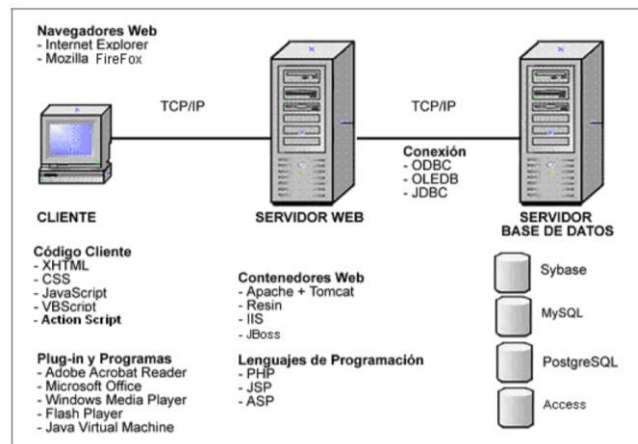 Navegadores Web
- Internet Explorer
- Mozilla FireFox
TCP/IP
TCP/IP
Conexión
- ODBC
- OLEDB
- JDBC
CLIENTE
SERVIDOR WEB
SERVIDOR
BASE DE DATOS
Código Cliente
- XHTML
- CSS
- JavaScript
- VBScript
- Action Script
Plug-in y Programas
- Adobe Acrobat Reader
- Microsoft Office
- Windows Media Player
- Flash Player
- Java Virtual Machine
Contenedores Web
- Apache + Tomcat
- Resin
- IIS
- JBoss
Lenguajes de Programación
- PHP
- JSP
- ASP
Sybase
MySQL
PostgreSQL
Access